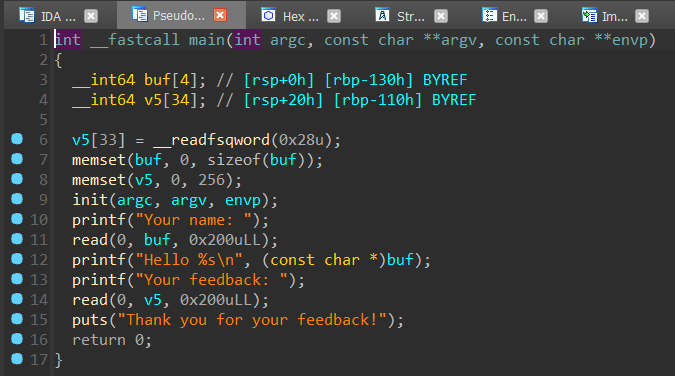 IDA ... Pseudo... Hex ... Str... En... Im...
1 int __fastcall main(int argc, const char **argv, const char **envp)
2 {
3   __int64 buf[4]; // [rsp+0h] [rbp-130h] BYREF
4   __int64 v5[34]; // [rsp+20h] [rbp-110h] BYREF
5
6   v5[33] = __readfsqword(0x28u);
7   memset(buf, 0, sizeof(buf));
8   memset(v5, 0, 256);
9   init(argc, argv, envp);
10   printf("Your name: ");
11   read(0, buf, 0x200uLL);
12   printf("Hello %s\n", (const char *)buf);
13   printf("Your feedback: ");
14   read(0, v5, 0x200uLL);
15   puts("Thank you for your feedback!");
16   return 0;
17 }